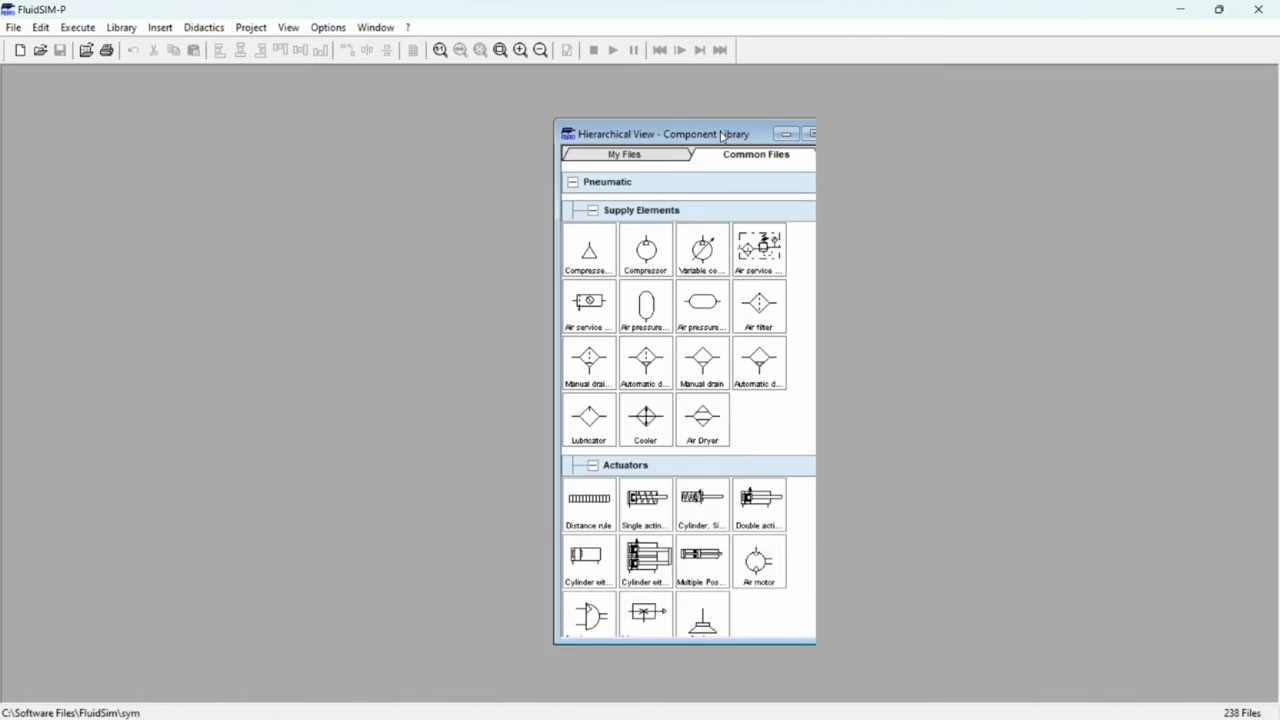 FluidSIM-P
File Edit Execute Library Insert Didactics Project View Options Window ?
Hierarchical View - Component Library
My Files Common Files
Pneumatic
Supply Elements
Compresse... Compressor Variable co... Air service ...
Air service ... Air pressure... Air pressure... Air filter
Manual drai... Automatic d... Manual drain Automatic d...
Lubricator Cooler Air Dryer
Actuators
Distance rule Single actin... Cylinder, Si... Double acti...
Cylinder wit... Cylinder wit... Multiple Pos... Air motor
C:\Software Files\FluidSim\sym 238 Files